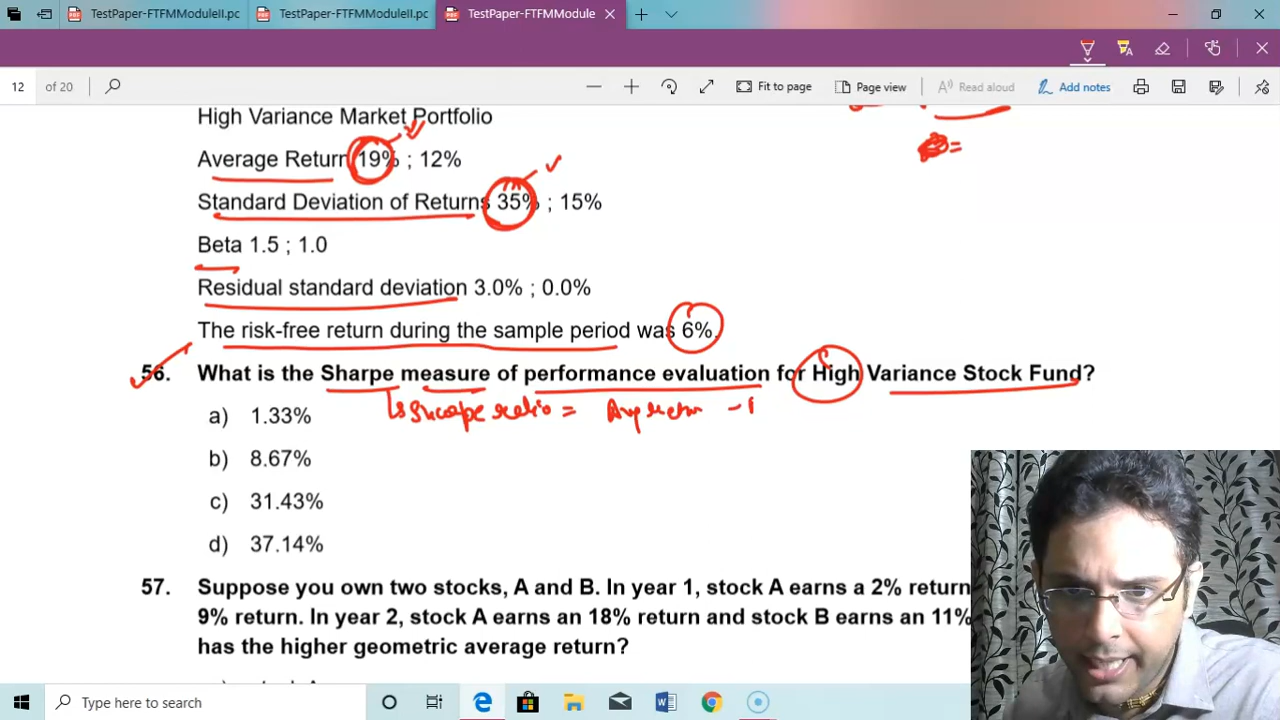 TestPaper-FTFMModuleII.pc
TestPaper-FTFMModuleII.pc
TestPaper-FTFMModule
12 of 20
Fit to page
Page view
Read aloud
Add notes
High Variance Market Portfolio
Average Return 19% ; 12%
Standard Deviation of Returns 35% ; 15%
Beta 1.5 ; 1.0
Residual standard deviation 3.0% ; 0.0%
The risk-free return during the sample period was 6%.
56. What is the Sharpe measure of performance evaluation for High Variance Stock Fund?
Sharpe ratio =
a) 1.33%
b) 8.67%
c) 31.43%
d) 37.14%
57. Suppose you own two stocks, A and B. In year 1, stock A earns a 2% return
9% return. In year 2, stock A earns an 18% return and stock B earns an 11%
has the higher geometric average return?
Type here to search